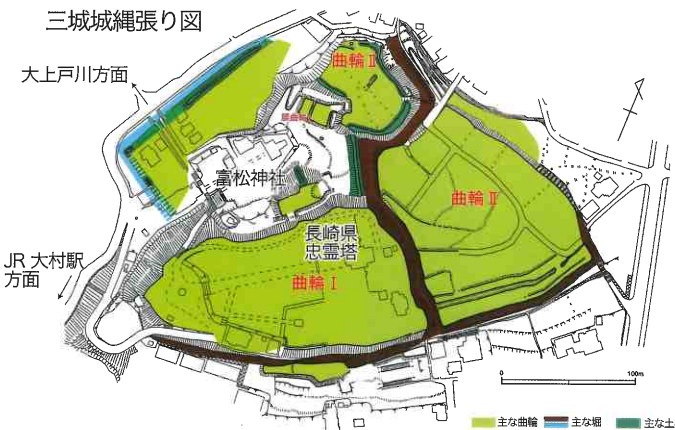 三城城縄張り図
大上戸川方面
曲輪Ⅱ
富松神社
曲輪Ⅱ
長崎県
忠霊塔
JR 大村駅
方面
曲輪Ⅰ
0 100m
主な曲輪 主な堀 主な土